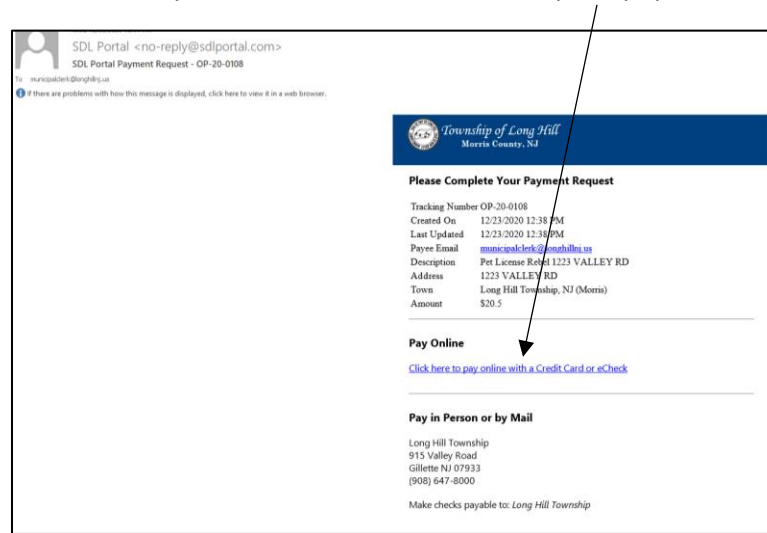 SDL Portal <no-reply@sdlportal.com>
SDL Portal Payment Request - OP-20-0108
To municipalclerk@longhillnj.us
If there are problems with how this message is displayed, click here to view it in a web browser.
Township of Long Hill
Morris County, NJ
Please Complete Your Payment Request
Tracking Number OP-20-0108
Created On 12/23/2020 12:38 PM
Last Updated 12/23/2020 12:38 PM
Payee Email municipalclerk@longhillnj.us
Description Pet License Rebel 1223 VALLEY RD
Address 1223 VALLEY RD
Town Long Hill Township, NJ (Morris)
Amount $20.5
Pay Online
Click here to pay online with a Credit Card or eCheck
Pay in Person or by Mail
Long Hill Township
915 Valley Road
Gillette NJ 07933
(908) 647-8000
Make checks payable to: Long Hill Township